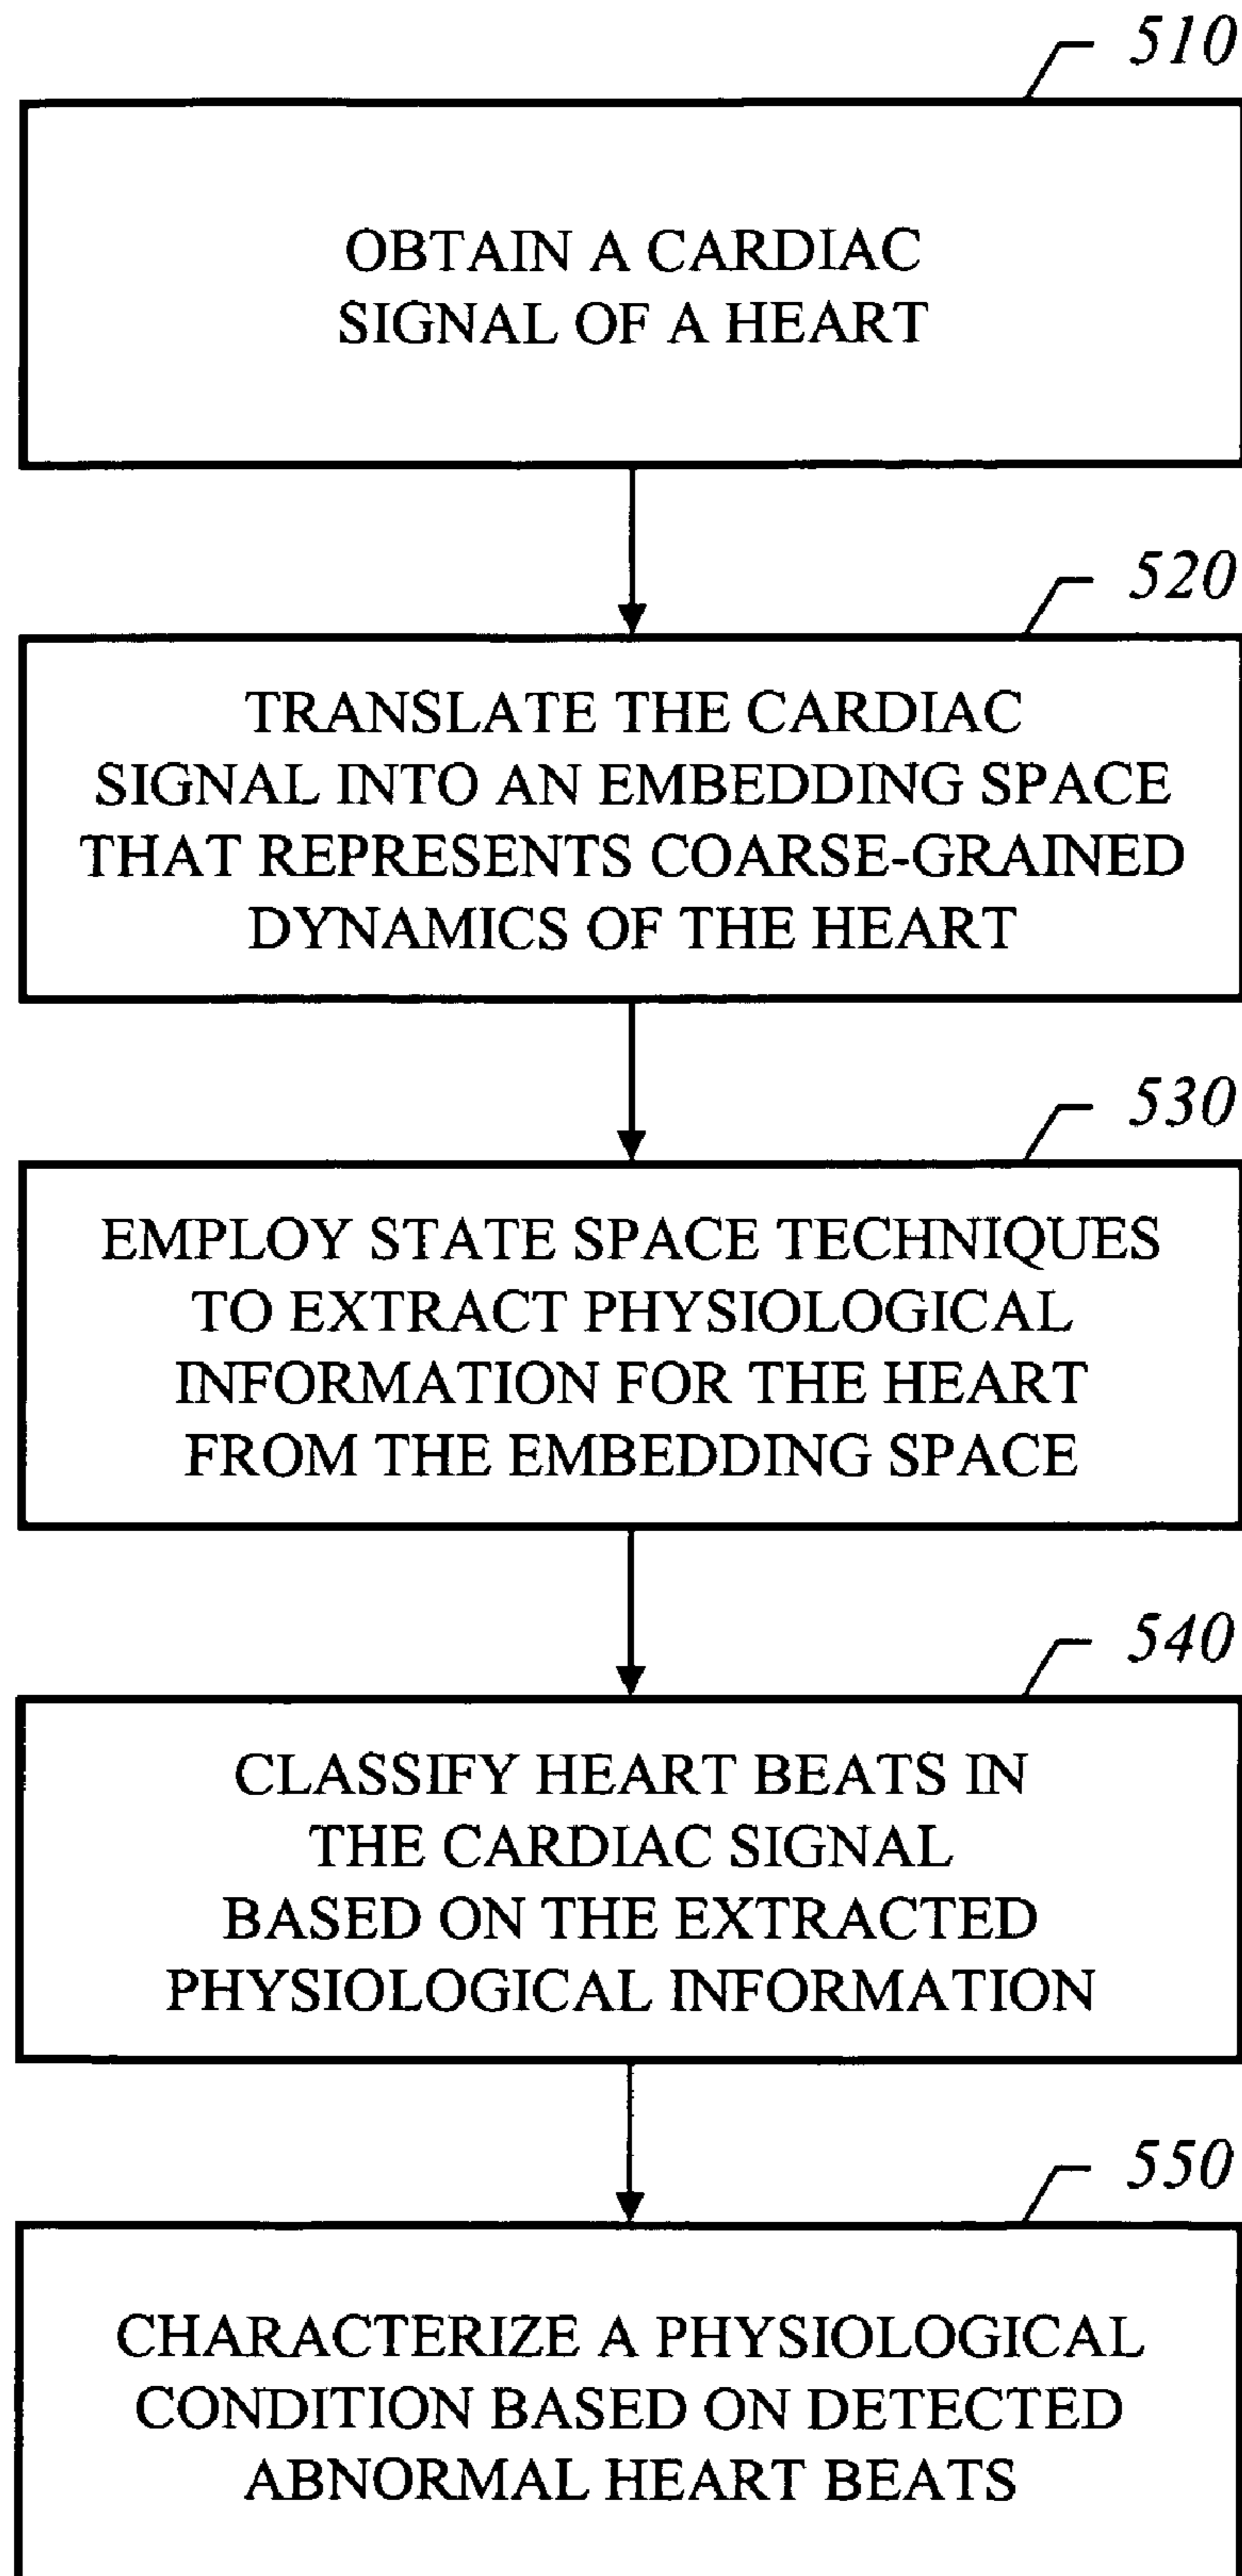 510
OBTAIN A CARDIAC
SIGNAL OF A HEART
520
TRANSLATE THE CARDIAC
SIGNAL INTO AN EMBEDDING SPACE
THAT REPRESENTS COARSE-GRAINED
DYNAMICS OF THE HEART
530
EMPLOY STATE SPACE TECHNIQUES
TO EXTRACT PHYSIOLOGICAL
INFORMATION FOR THE HEART
FROM THE EMBEDDING SPACE
540
CLASSIFY HEART BEATS IN
THE CARDIAC SIGNAL
BASED ON THE EXTRACTED
PHYSIOLOGICAL INFORMATION
550
CHARACTERIZE A PHYSIOLOGICAL
CONDITION BASED ON DETECTED
ABNORMAL HEART BEATS